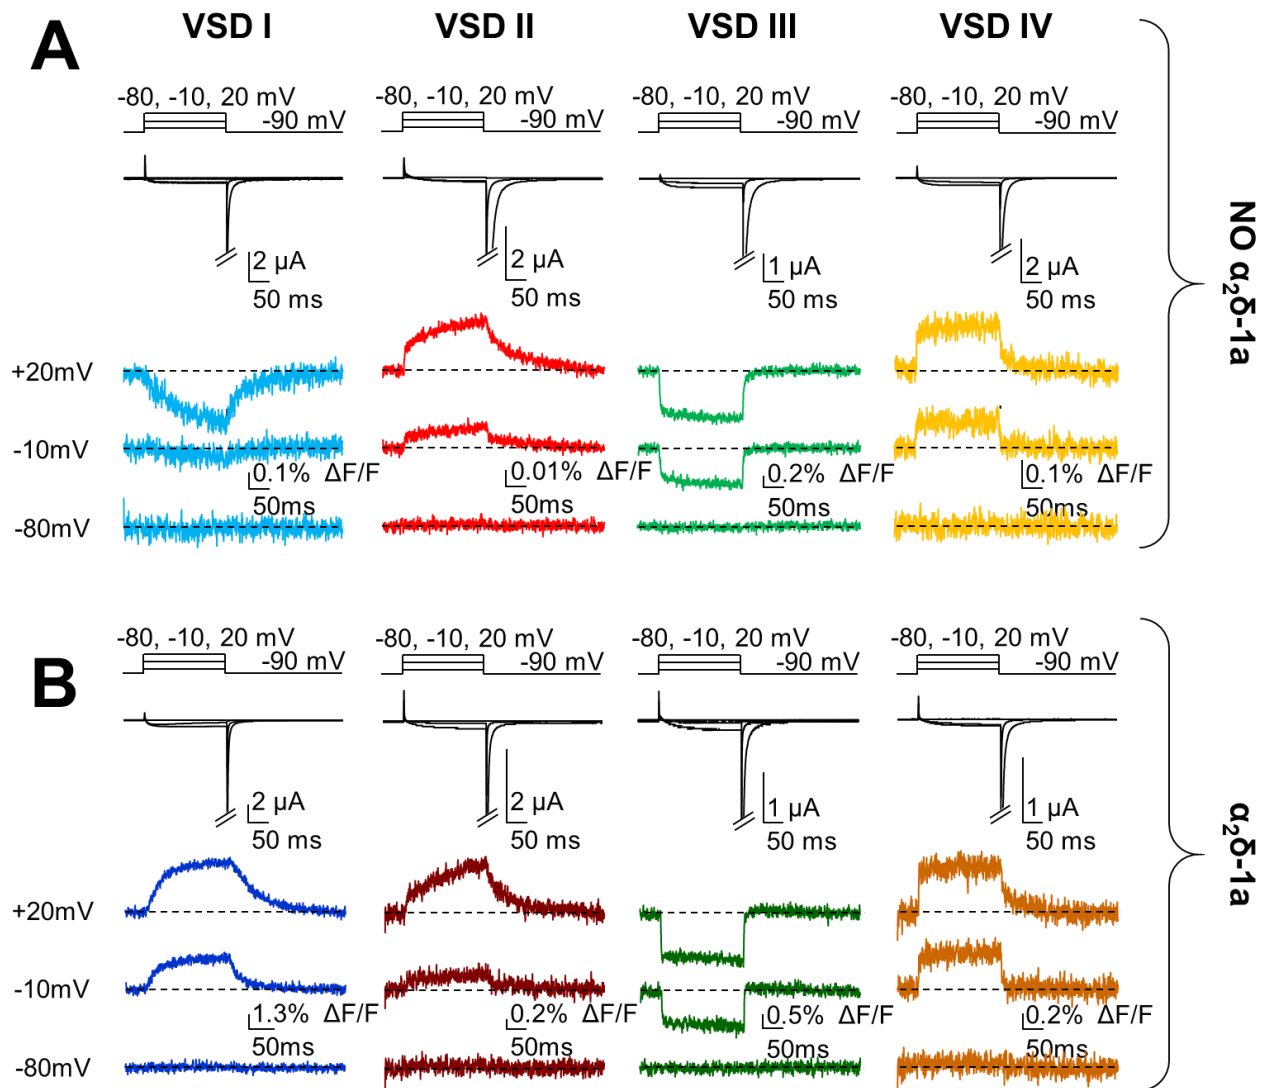 A
VSD I VSD II VSD III VSD IV
-80, -10, 20 mV -80, -10, 20 mV -80, -10, 20 mV -80, -10, 20 mV
-90 mV -90 mV -90 mV -90 mV
2 µA 2 µA 1 µA 2 µA
50 ms 50 ms 50 ms 50 ms
+20mV
-10mV
0.1% ΔF/F 0.01% ΔF/F 0.2% ΔF/F 0.1% ΔF/F
50ms 50ms 50ms 50ms
-80mV
NO α₂δ-1a
B
-80, -10, 20 mV -80, -10, 20 mV -80, -10, 20 mV -80, -10, 20 mV
-90 mV -90 mV -90 mV -90 mV
2 µA 2 µA 1 µA 1 µA
50 ms 50 ms 50 ms 50 ms
+20mV
-10mV
1.3% ΔF/F 0.2% ΔF/F 0.5% ΔF/F 0.2% ΔF/F
50ms 50ms 50ms 50ms
-80mV
α₂δ-1a